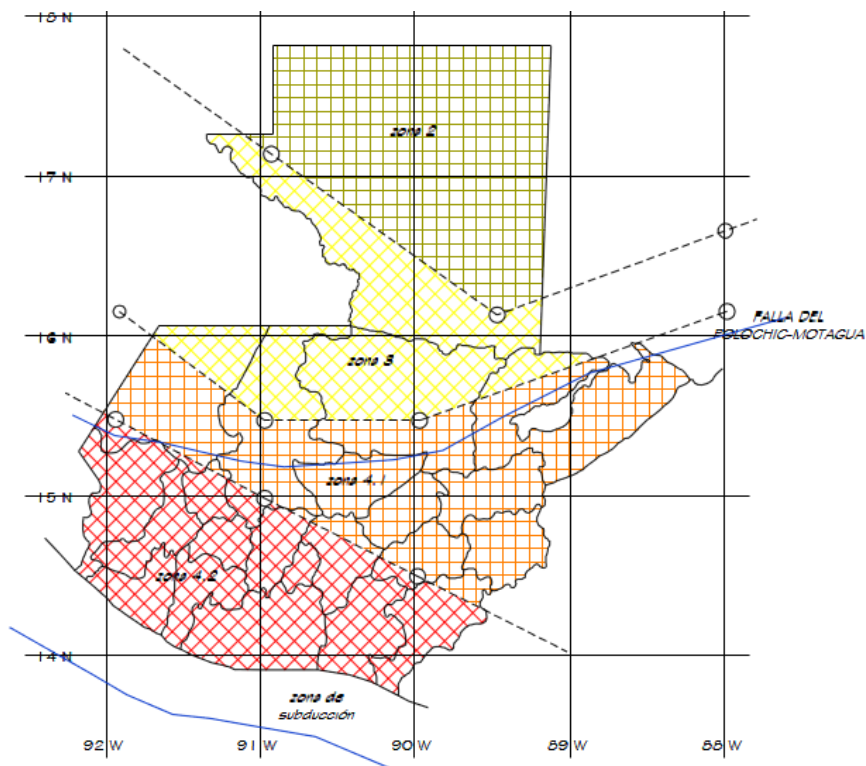 18 N
zona 2
17 N
16 N
FALLA DEL
POLOCHIC-MOTAGUA
zona 3
zona 4.1
15 N
zona 4.2
14 N
zona de
subducción
92 W
91 W
90 W
89 W
88 W